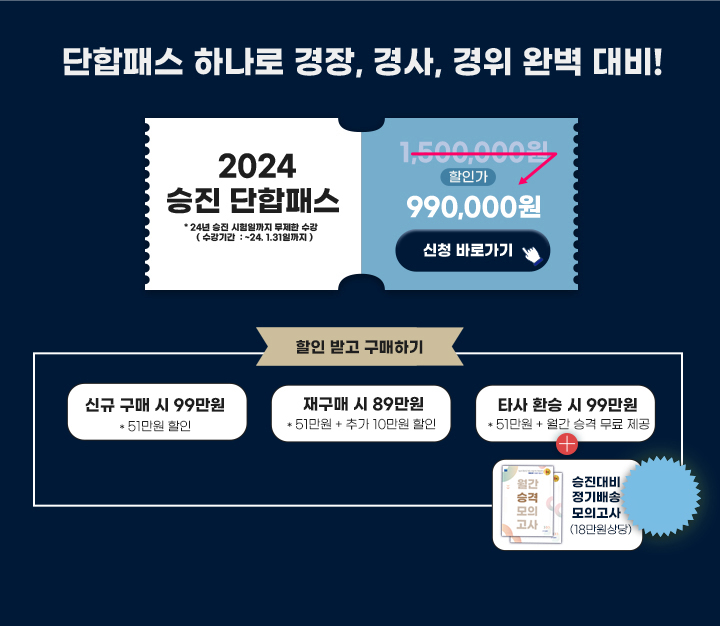 단합패스 하나로 경장, 경사, 경위 완벽 대비!
2024
승진 단합패스
* 24년 승진 시험일까지 무제한 수강
( 수강기간 : ~24. 1.31일까지 )
1,500,000원
할인가
990,000원
신청 바로가기
할인 받고 구매하기
신규 구매 시 99만원
* 51만원 할인
재구매 시 89만원
* 51만원 + 추가 10만원 할인
타사 환승 시 99만원
* 51만원 + 월간 승격 무료 제공
월간
승격
모의
고사
승진대비
정기배송
모의고사
(18만원상당)